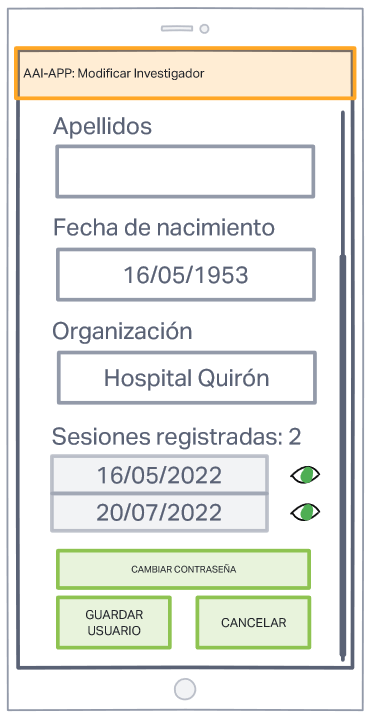 AAI-APP: Modificar Investigador
Apellidos
Fecha de nacimiento
16/05/1953
Organización
Hospital Quirón
Sesiones registradas: 2
16/05/2022
20/07/2022
CAMBIAR CONTRASEÑA
GUARDAR
USUARIO
CANCELAR